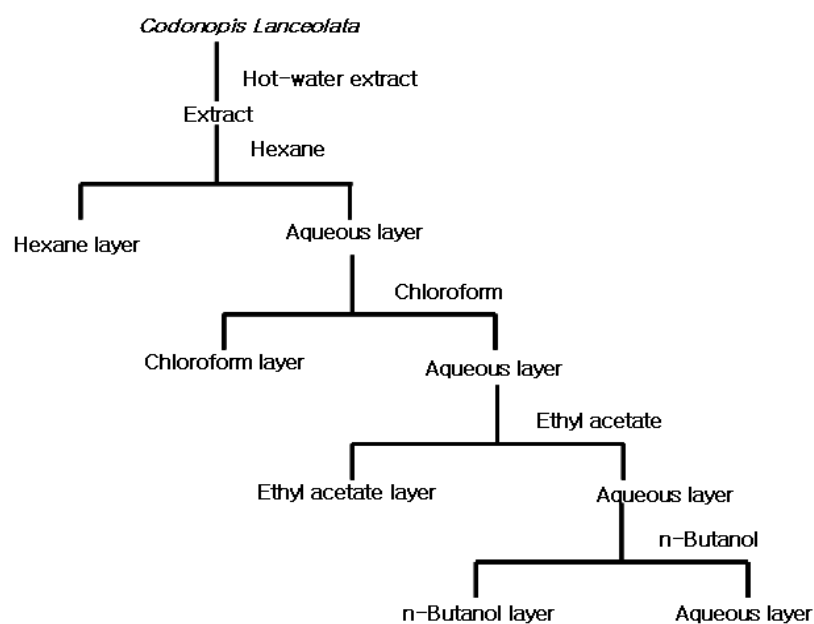 Codonopis Lanceolata
Hot-water extract
Extract
Hexane
Hexane layer
Aqueous layer
Chloroform
Chloroform layer
Aqueous layer
Ethyl acetate
Ethyl acetate layer
Aqueous layer
n-Butanol
n-Butanol layer
Aqueous layer